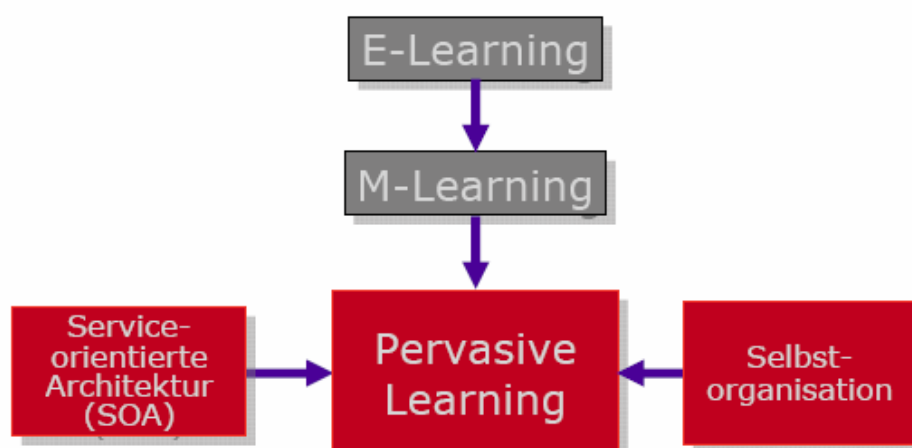 E-Learning
M-Learning
Service-
orientierte
Architektur
(SOA)
Pervasive
Learning
Selbst-
organisation